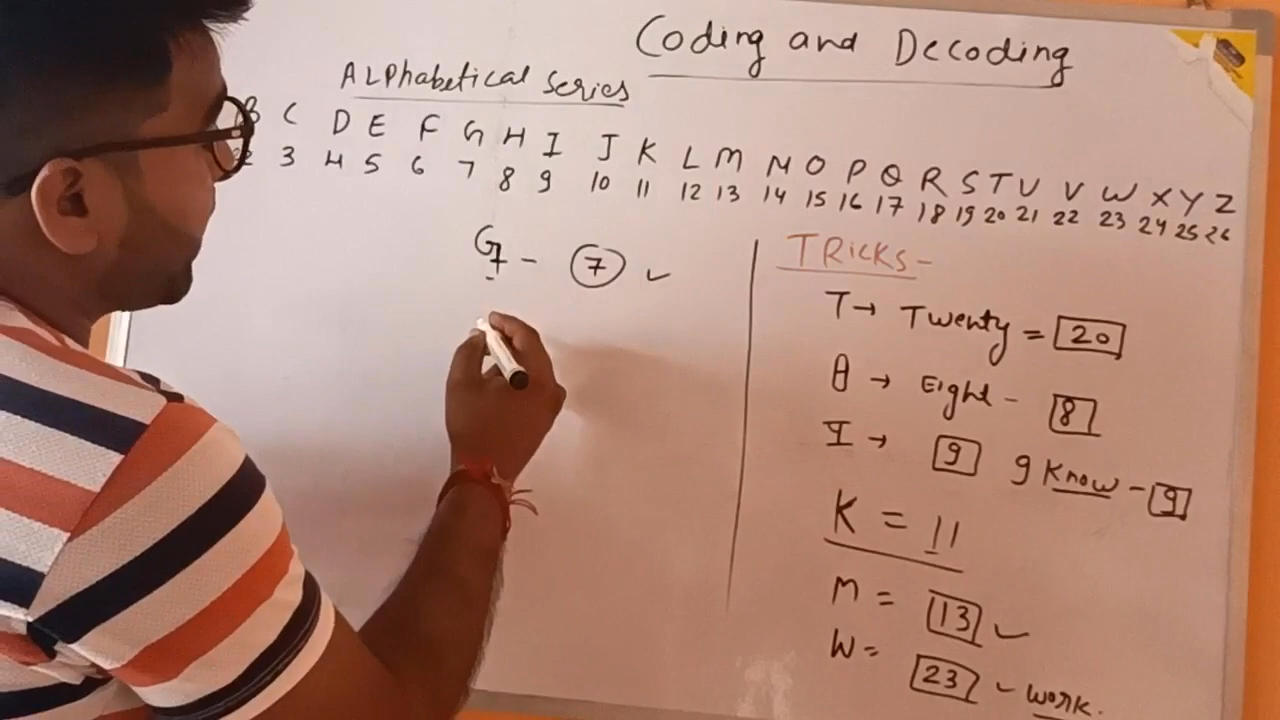 Coding and Decoding
ALPhabetical Series
B C D E F G H I J K L M N O P Q R S T U V W X Y Z
2 3 4 5 6 7 8 9 10 11 12 13 14 15 16 17 18 19 20 21 22 23 24 25 26
G7 - 7 ✓
TRICKS-
T → Twenty = 20
θ → Eight - 8
I → 9 I Know - 9
K = 11
M = 13 ✓
W = 23 ✓ work.